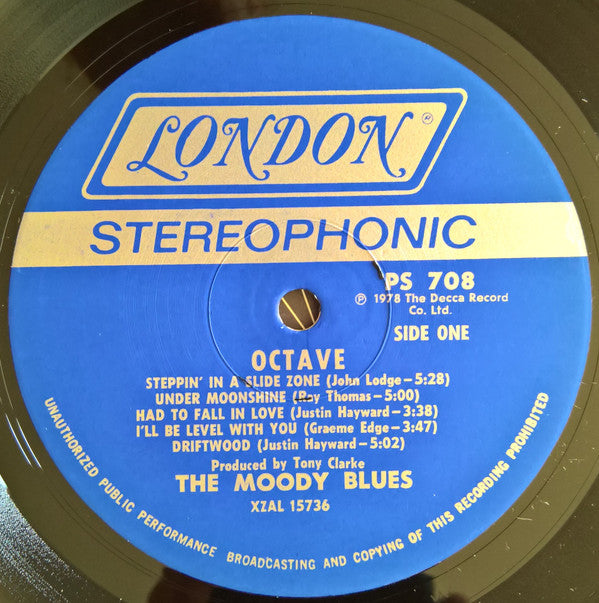 LONDON
STEREOPHONIC
PS 708
℗ 1978 The Decca Record
Co. Ltd.
SIDE ONE
OCTAVE
STEPPIN' IN A SLIDE ZONE (John Lodge—5:28)
UNDER MOONSHINE (Ray Thomas—5:00)
HAD TO FALL IN LOVE (Justin Hayward—3:38)
I'LL BE LEVEL WITH YOU (Graeme Edge—3:47)
DRIFTWOOD (Justin Hayward—5:02)
Produced by Tony Clarke
THE MOODY BLUES
XZAL 15736
UNAUTHORIZED PUBLIC PERFORMANCE BROADCASTING and COPYING OF THIS RECORDING PROHIBITED